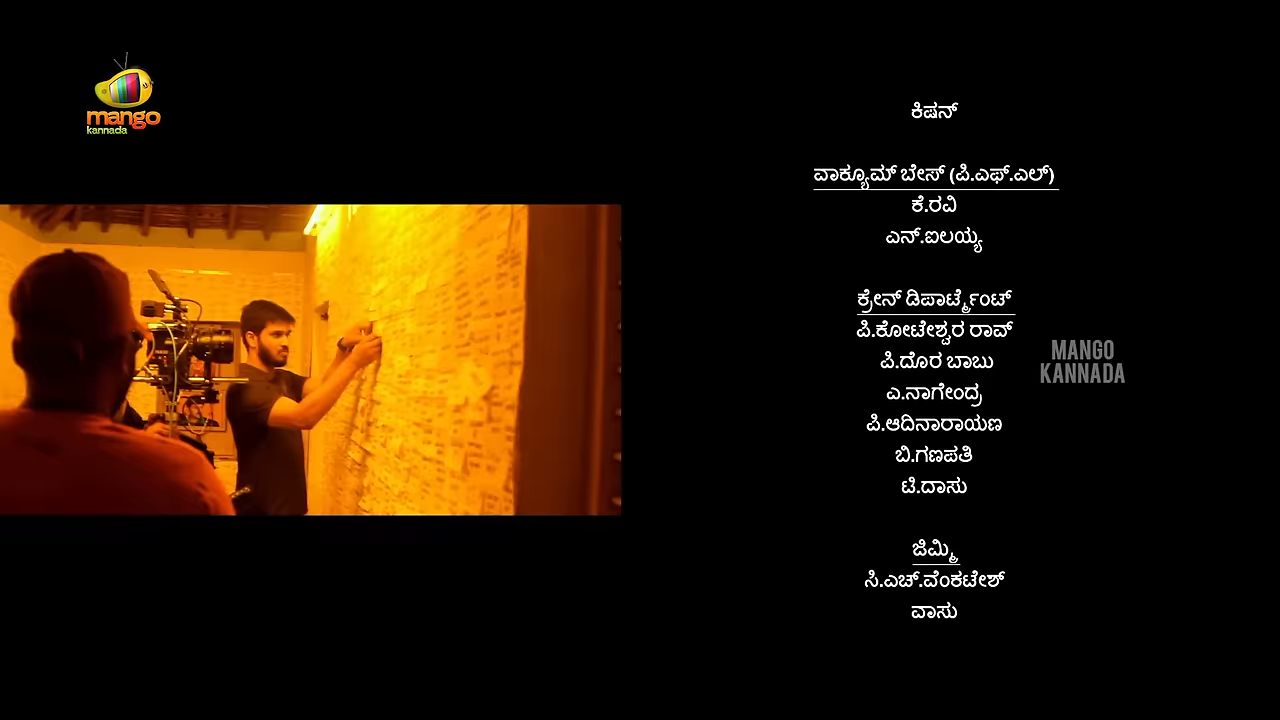 mango
kannada
ಕಿಷನ್
ವಾಕ್ಯೂಮ್ ಬೇಸ್ (ಪಿ.ಎಫ್.ಎಲ್)
ಕೆ.ರವಿ
ಎನ್.ಐಲಯ್ಯ
ಕ್ರೇನ್ ಡಿಪಾರ್ಟ್ಮೆಂಟ್
ಪಿ.ಕೋಟೇಶ್ವರ ರಾವ್
ಪಿ.ದೊರ ಬಾಬು
ಎ.ನಾಗೇಂದ್ರ
ಪಿ.ಆದಿನಾರಾಯಣ
ಬಿ.ಗಣಪತಿ
ಟಿ.ದಾಸು
MANGO
KANNADA
ಜಿಮ್ಮಿ
ಸಿ.ಎಚ್.ವೆಂಕಟೇಶ್
ವಾಸು